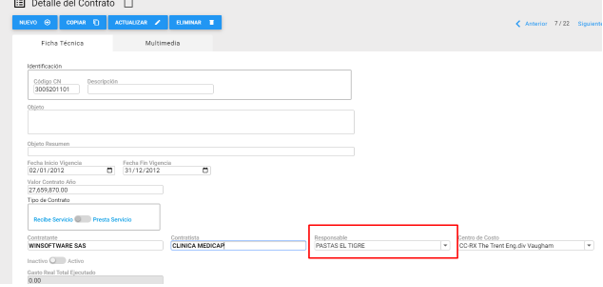 Detalle del Contrato
NUEVO COPIAR ACTUALIZAR ELIMINAR Anterior 7 / 22 Siguiente
Ficha Técnica Multimedia
Identificación
Código CN Descripción
3005201101
Objeto
Objeto Resumen
Fecha Inicio Vigencia Fecha Fin Vigencia
02/01/2012 31/12/2012
Valor Contrato Año
27,659,870.00
Tipo de Contrato
Recibe Servicio Presta Servicio
Contratante Contratista Responsable Centro de Costo
WINSOFTWARE SAS CLINICA MEDICAP PASTAS EL TIGRE CC-RX The Trent Eng.div Vaugham
Inactivo Activo
Gasto Real Total Ejecutado
0.00